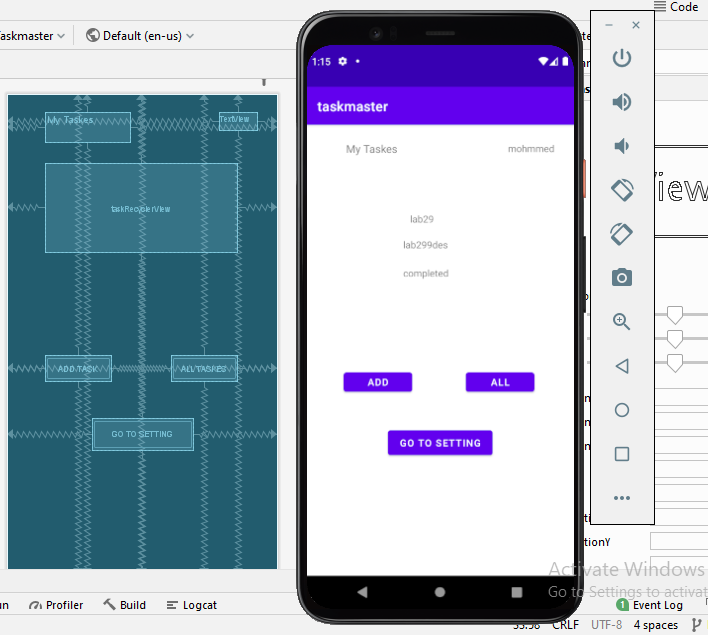 Code
askmaster
Default (en-us)
My Taskes
TextView
taskRecyclerView
ADD TASK
ALL TASKES
GO TO SETTING
1:15
taskmaster
My Taskes
mohmmed
lab29
lab299des
completed
ADD
ALL
GO TO SETTING
iew
tionY
Activate Windows
Go to Settings to activat
un
Profiler
Build
Logcat
1
Event Log
CRLF
UTF-8
4 spaces